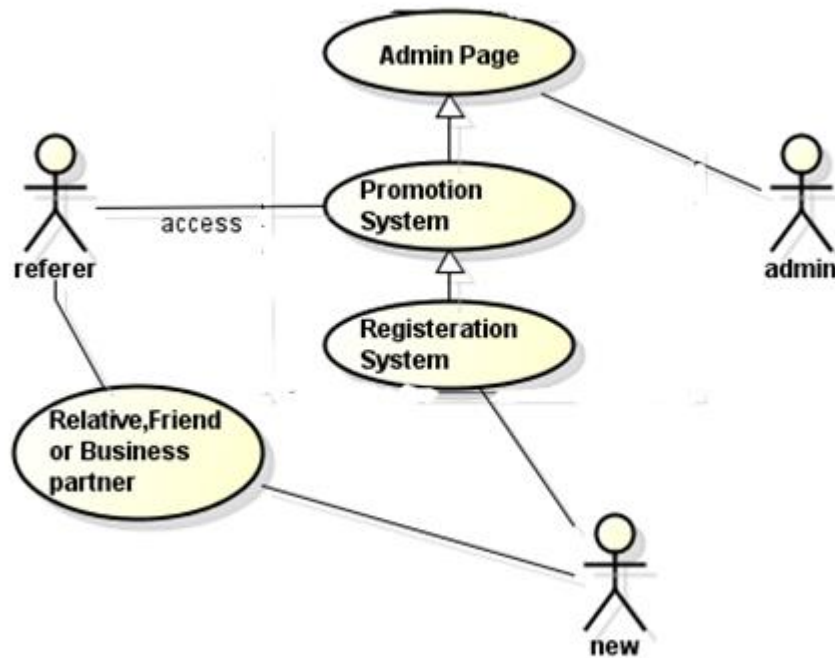 Admin Page
Promotion
System
access
referer
admin
Registeration
System
Relative,Friend
or Business
partner
new